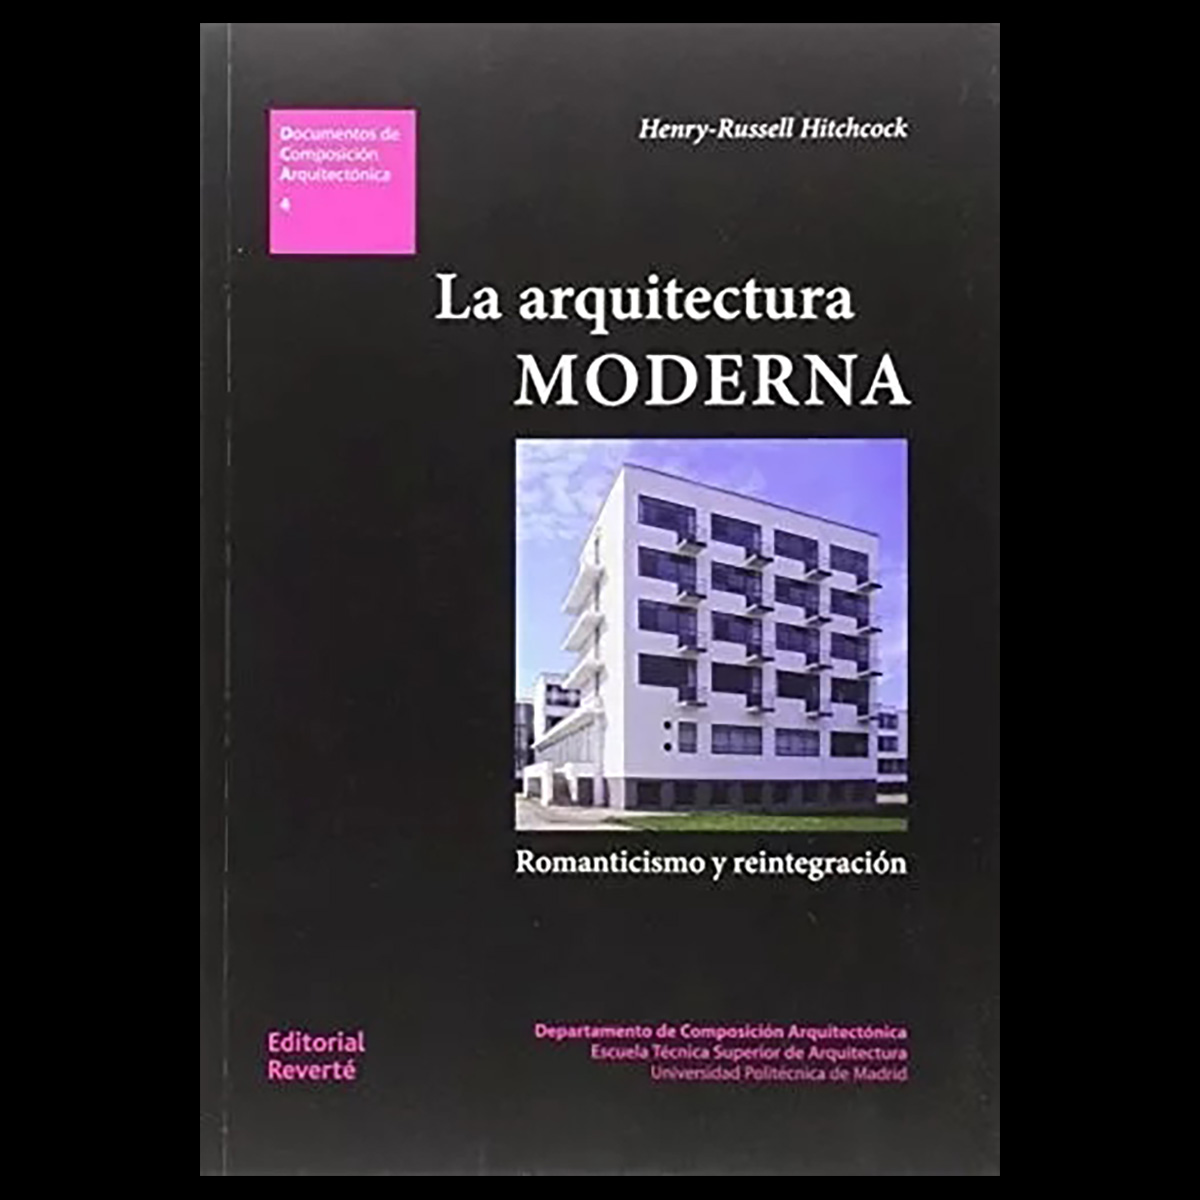 Documentos de
Composición
Arquitectónica
4
Henry-Russell Hitchcock
La arquitectura
MODERNA
Romanticismo y reintegración
Editorial
Reverté
Departamento de Composición Arquitectónica
Escuela Técnica Superior de Arquitectura
Universidad Politécnica de Madrid